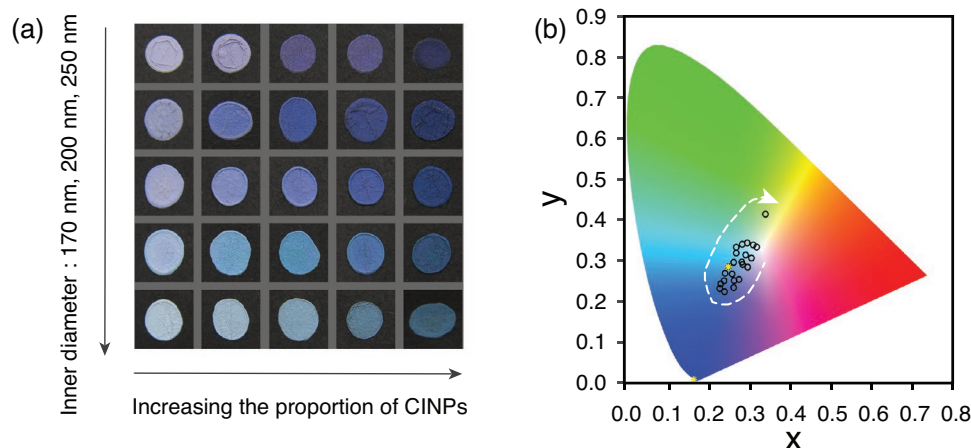 (a)
Inner diameter : 170 nm, 200 nm, 250 nm
Increasing the proportion of CINPs
(b)
y
0.9
0.8
0.7
0.6
0.5
0.4
0.3
0.2
0.1
0.0
0.0 0.1 0.2 0.3 0.4 0.5 0.6 0.7 0.8
x